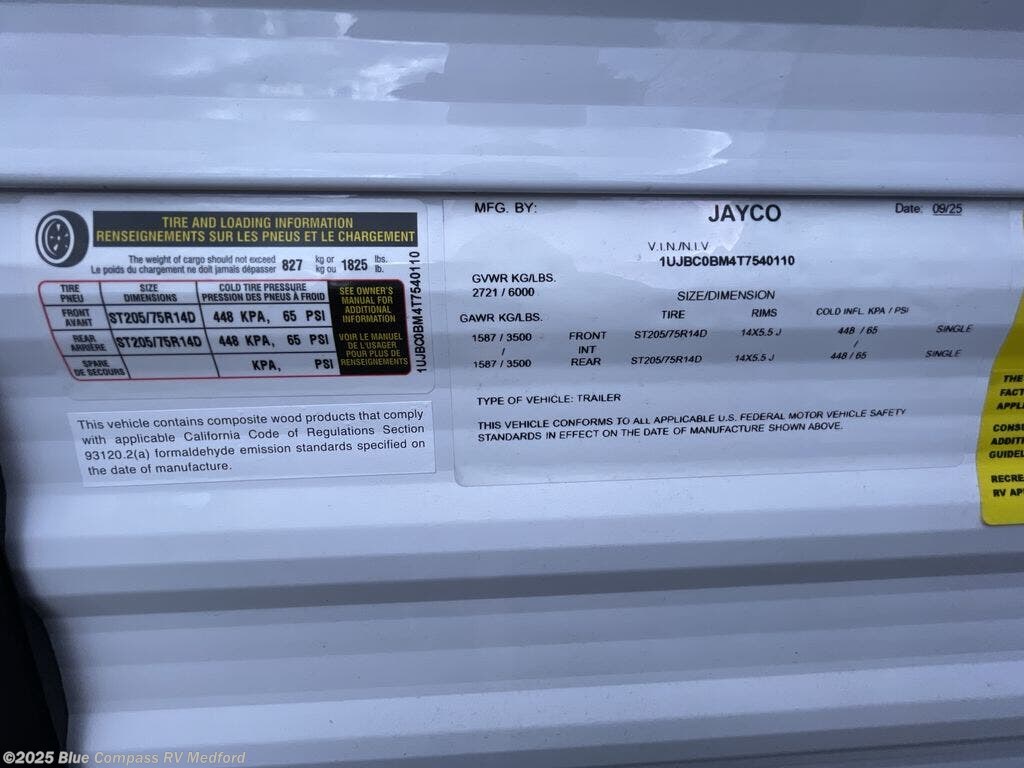 TIRE AND LOADING INFORMATION
RENSEIGNEMENTS SUR LES PNEUS ET LE CHARGEMENT
The weight of cargo should not exceed 827 kg or 1825 lbs.
Le poids du chargement ne doit jamais dépasser kg ou lb.
TIRE PNEU SIZE DIMENSIONS COLD TIRE PRESSURE PRESSION DES PNEUS À FROID
FRONT AVANT ST205/75R14D 448 KPA, 65 PSI
REAR ARRIÈRE ST205/75R14D 448 KPA, 65 PSI
SPARE DE SECOURS KPA, PSI
SEE OWNER'S
MANUAL FOR
ADDITIONAL
INFORMATION
VOIR LE MANUEL
DE L'USAGER
POUR PLUS DE
RENSEIGNEMENTS
1UJBC0BM4T7540110
This vehicle contains composite wood products that comply
with applicable California Code of Regulations Section
93120.2(a) formaldehyde emission standards specified on
the date of manufacture.
MFG. BY: JAYCO Date: 09/25
V.I.N./N.I.V
1UJBC0BM4T7540110
GVWR KG/LBS.
2721 / 6000
SIZE/DIMENSION
GAWR KG/LBS. TIRE RIMS COLD INFL. KPA / PSI
1587 / 3500 FRONT ST205/75R14D 14X5.5 J 448 / 65 SINGLE
/ INT /
1587 / 3500 REAR ST205/75R14D 14X5.5 J 448 / 65 SINGLE
TYPE OF VEHICLE: TRAILER
THIS VEHICLE CONFORMS TO ALL APPLICABLE U.S. FEDERAL MOTOR VEHICLE SAFETY
STANDARDS IN EFFECT ON THE DATE OF MANUFACTURE SHOWN ABOVE.
THE
FACT
APPLI
CONSU
ADDITI
GUIDEL
RECRE
RV AP
©2025 Blue Compass RV Medford